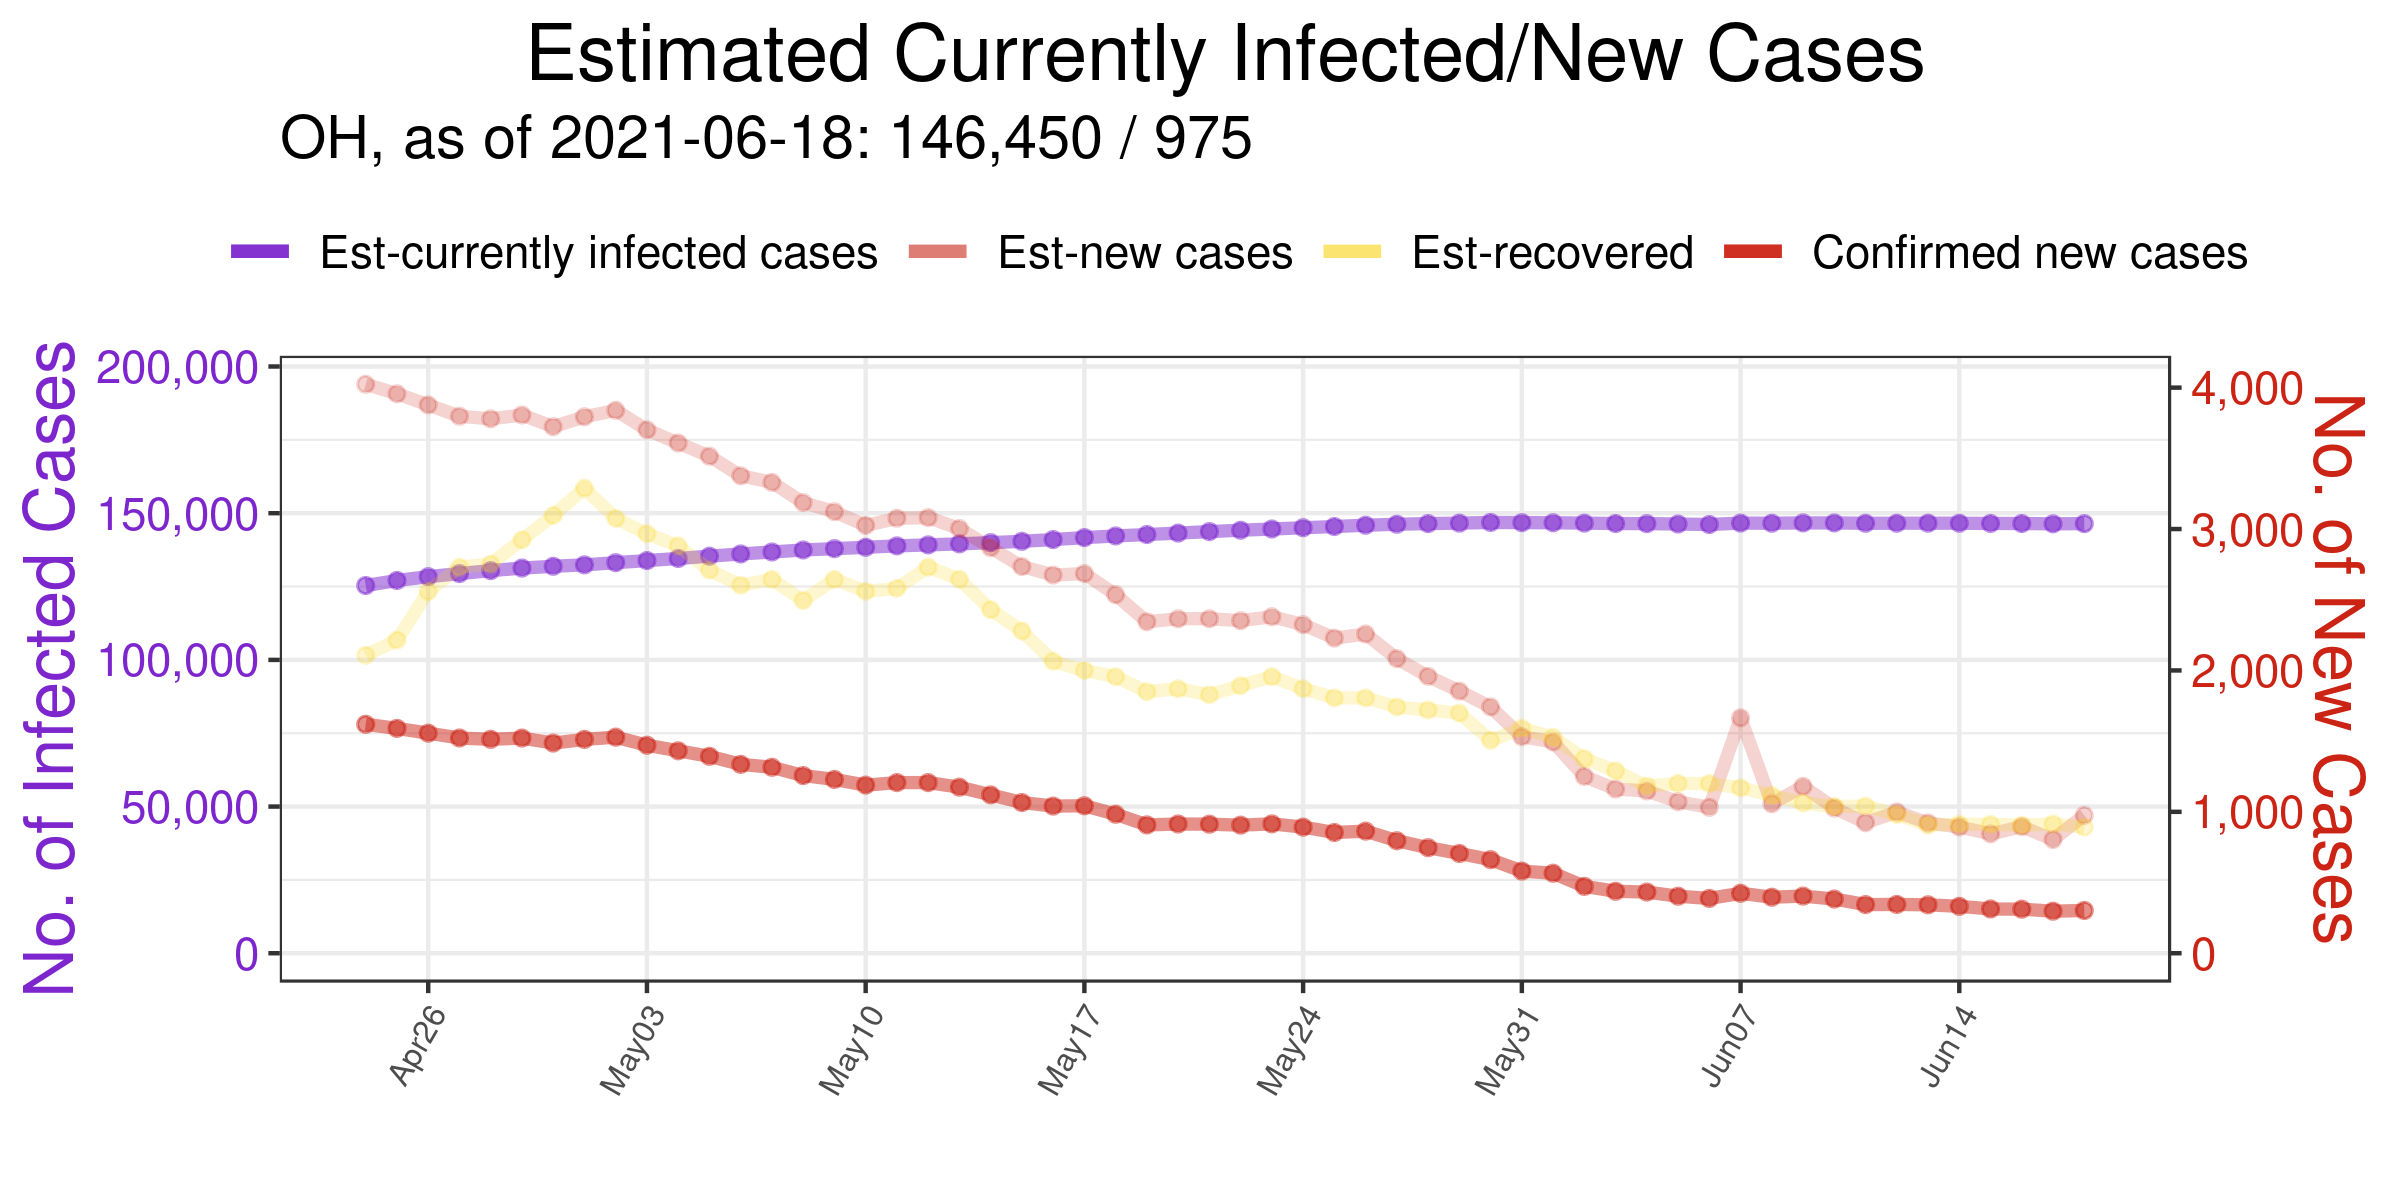 Estimated Currently Infected/New Cases
OH, as of 2021-06-18: 146,450 / 975
Est-currently infected cases Est-new cases Est-recovered Confirmed new cases
No. of Infected Cases
200,000
150,000
100,000
50,000
0
4,000
3,000
2,000
1,000
0
No. of New Cases
Apr26 May03 May10 May17 May24 May31 Jun07 Jun14